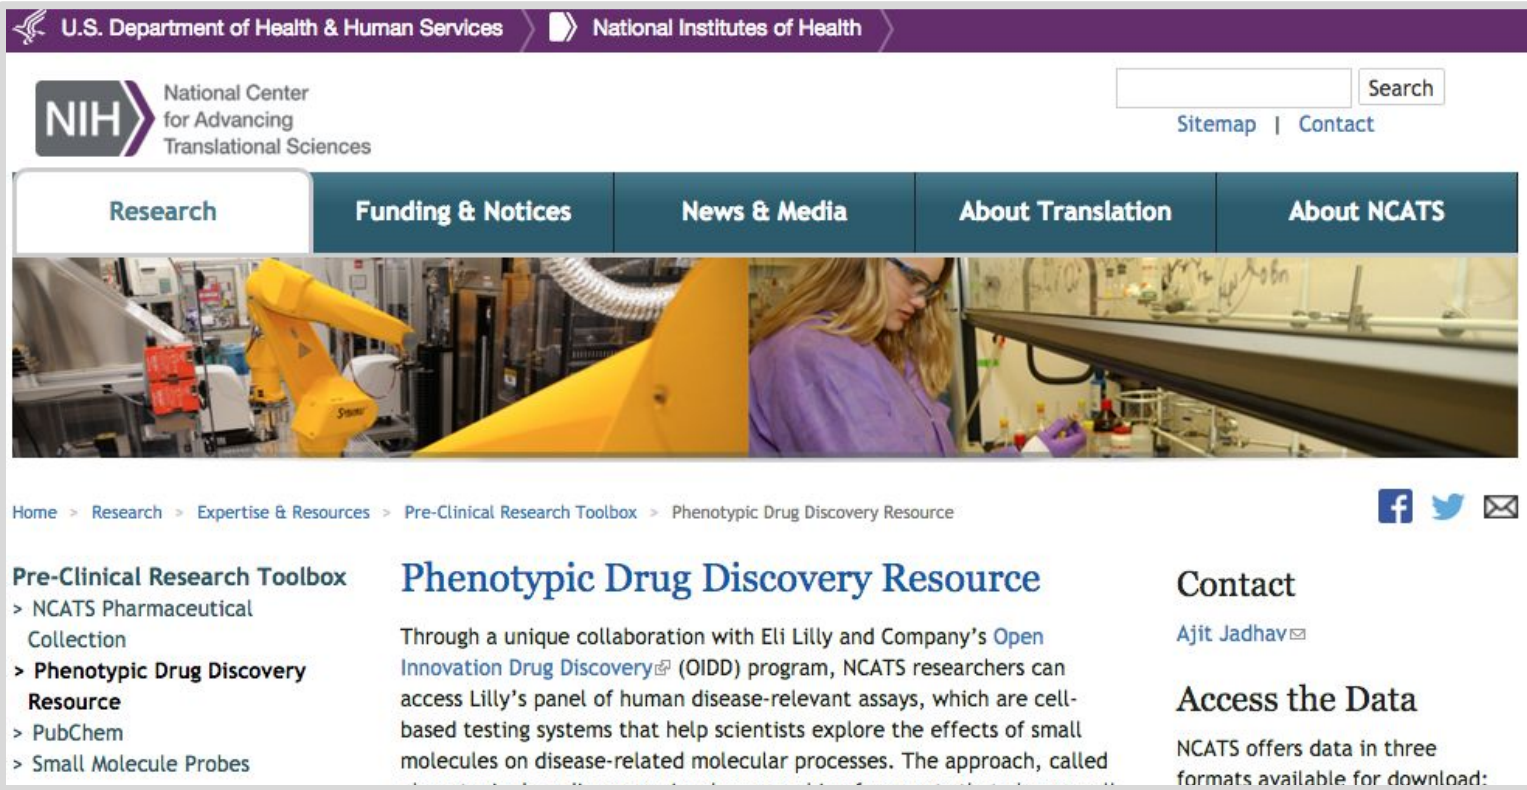 U.S. Department of Health & Human Services
National Institutes of Health
NIH
National Center
for Advancing
Translational Sciences
Search
Sitemap | Contact
Research
Funding & Notices
News & Media
About Translation
About NCATS
Home > Research > Expertise & Resources > Pre-Clinical Research Toolbox > Phenotypic Drug Discovery Resource
Pre-Clinical Research Toolbox
> NCATS Pharmaceutical
Collection
> Phenotypic Drug Discovery
Resource
> PubChem
> Small Molecule Probes
Phenotypic Drug Discovery Resource
Through a unique collaboration with Eli Lilly and Company's Open
Innovation Drug Discovery (OIDD) program, NCATS researchers can
access Lilly's panel of human disease-relevant assays, which are cell-
based testing systems that help scientists explore the effects of small
molecules on disease-related molecular processes. The approach, called
Contact
Ajit Jadhav
Access the Data
NCATS offers data in three
formats available for download: